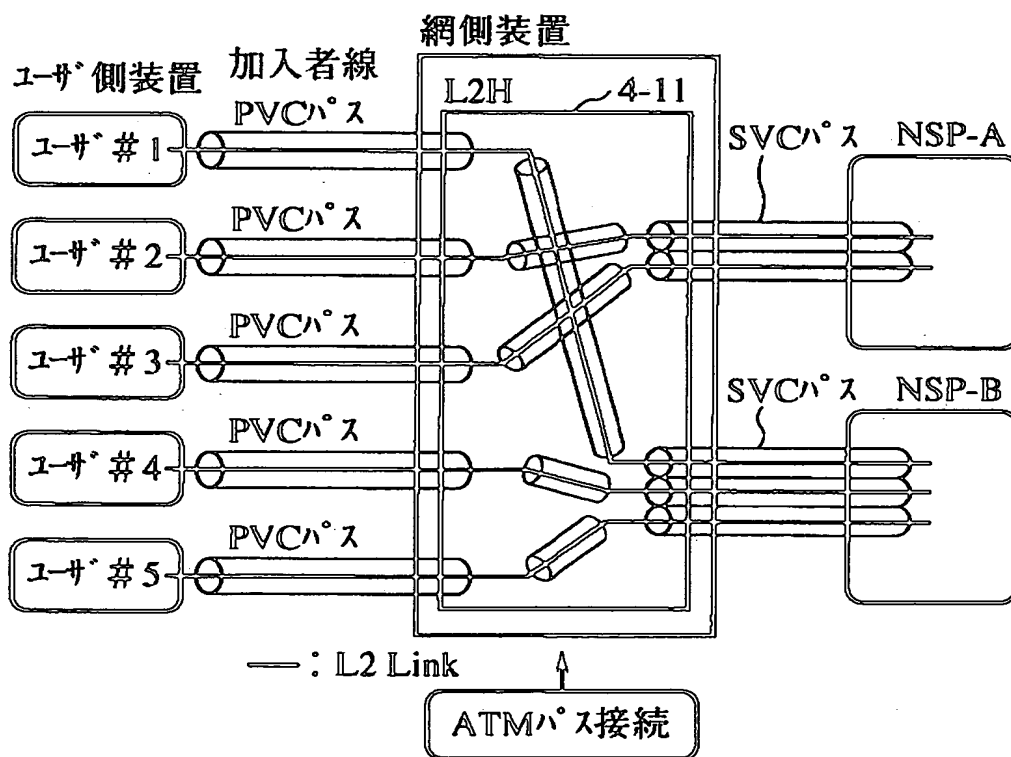 網側装置
ユーザ側装置
加入者線
L2H
4-11
PVCパス
SVCパス
NSP-A
ユーザ#1
PVCパス
ユーザ#2
PVCパス
ユーザ#3
SVCパス
NSP-B
PVCパス
ユーザ#4
PVCパス
ユーザ#5
—:L2 Link
ATMパス接続